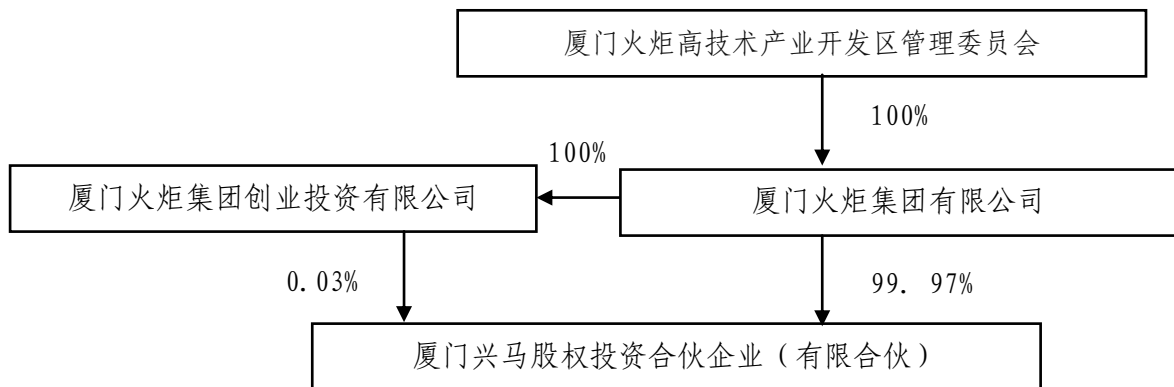 厦门火炬高技术产业开发区管理委员会
100%
100%
厦门火炬集团创业投资有限公司
厦门火炬集团有限公司
0.03%
99. 97%
厦门兴马股权投资合伙企业（有限合伙）